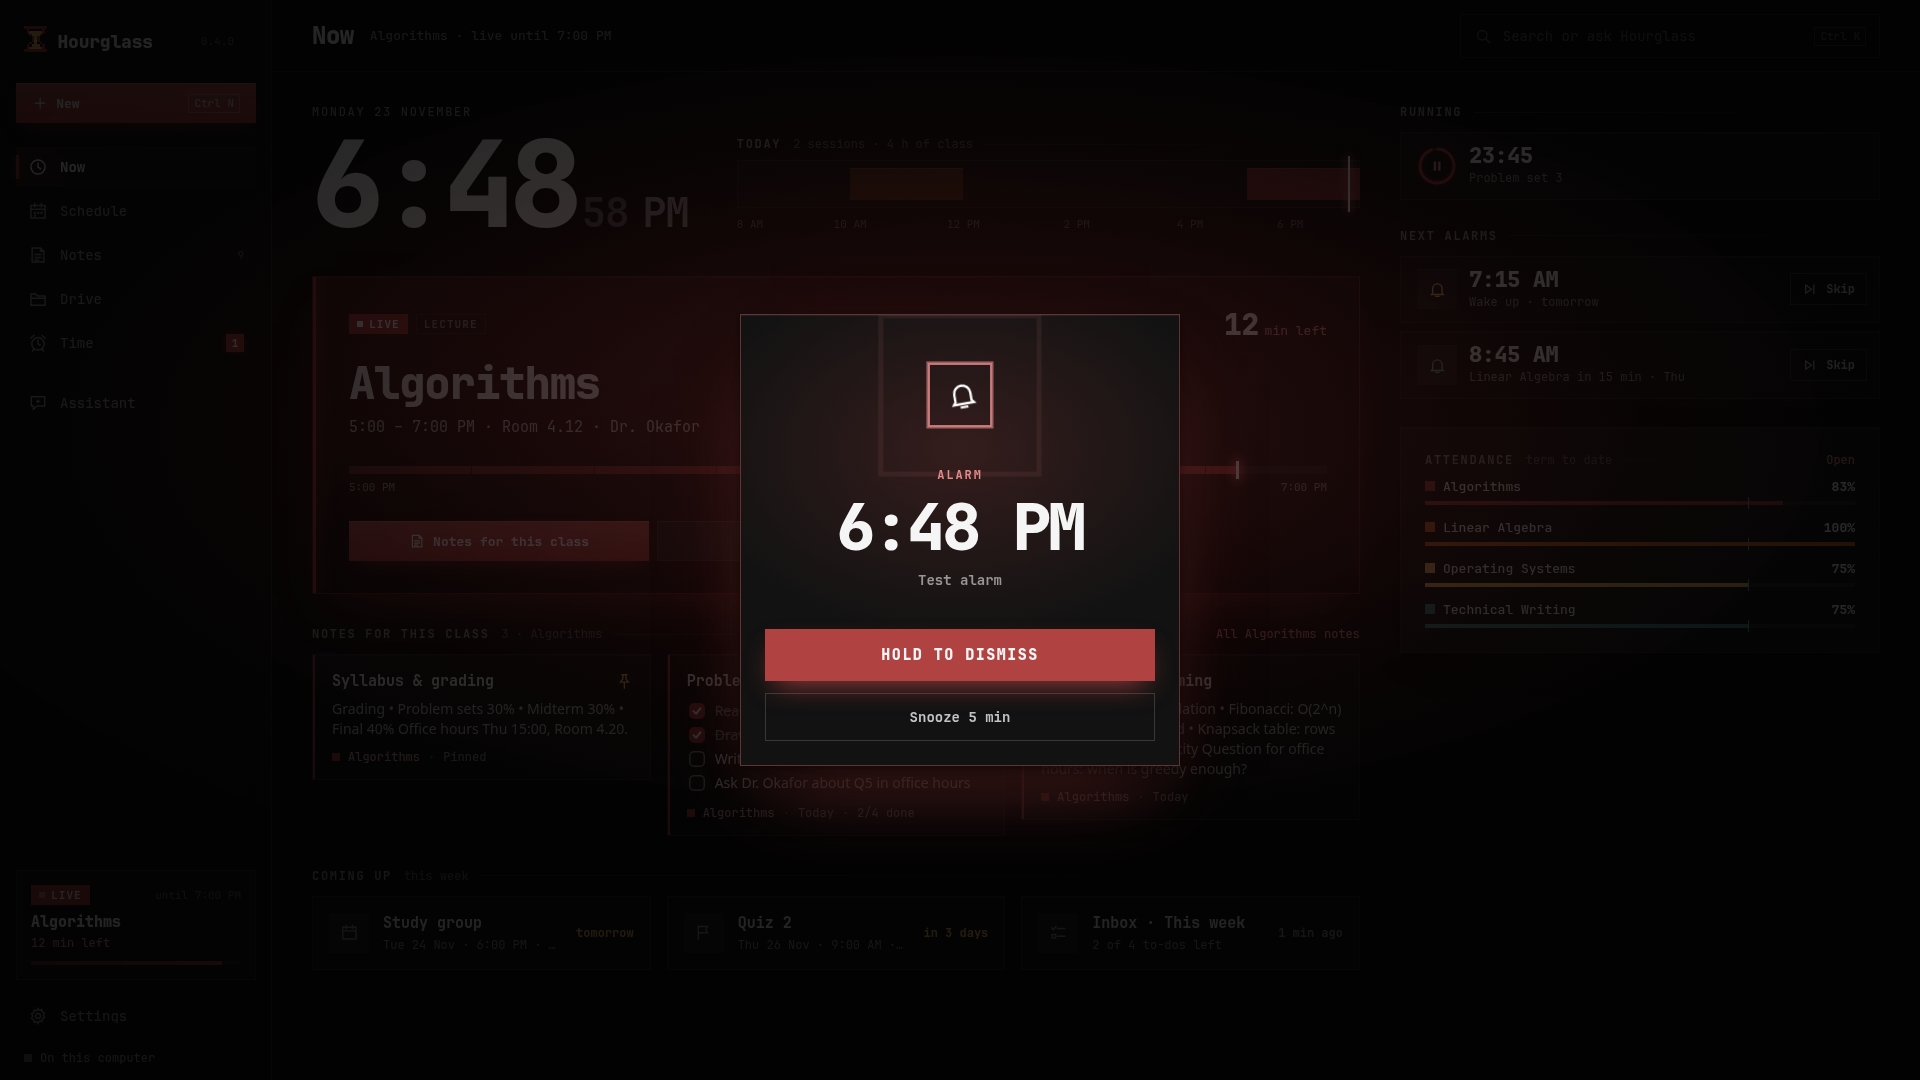 Hourglass 0.4.0
New Ctrl N
Now
Schedule
Notes 9
Drive
Time 1
Assistant
LIVE until 7:00 PM
Algorithms
12 min left
Settings
On this computer
Now Algorithms · live until 7:00 PM
Search or ask Hourglass Ctrl K
MONDAY 23 NOVEMBER
6:48 58 PM
TODAY 2 sessions · 4 h of class
8 AM 10 AM 12 PM 2 PM 4 PM 6 PM
LIVE LECTURE
12 min left
Algorithms
5:00 – 7:00 PM · Room 4.12 · Dr. Okafor
5:00 PM 7:00 PM
Notes for this class
ALARM
6:48 PM
Test alarm
HOLD TO DISMISS
Snooze 5 min
NOTES FOR THIS CLASS 3 · Algorithms
All Algorithms notes
Syllabus & grading
Grading • Problem sets 30% • Midterm 30% •
Final 40% Office hours Thu 15:00, Room 4.20.
Algorithms · Pinned
Proble
Rea
Dra
Writ
Ask Dr. Okafor about Q5 in office hours
Algorithms · Today · 2/4 done
ming
lation • Fibonacci: O(2^n)
d • Knapsack table: rows
city Question for office
hours: when is greedy enough?
Algorithms · Today
COMING UP this week
Study group
Tue 24 Nov · 6:00 PM · …
tomorrow
Quiz 2
Thu 26 Nov · 9:00 AM ·…
in 3 days
Inbox · This week
2 of 4 to-dos left
1 min ago
RUNNING
23:45
Problem set 3
NEXT ALARMS
7:15 AM
Wake up · tomorrow
Skip
8:45 AM
Linear Algebra in 15 min · Thu
Skip
ATTENDANCE term to date Open
Algorithms 83%
Linear Algebra 100%
Operating Systems 75%
Technical Writing 75%